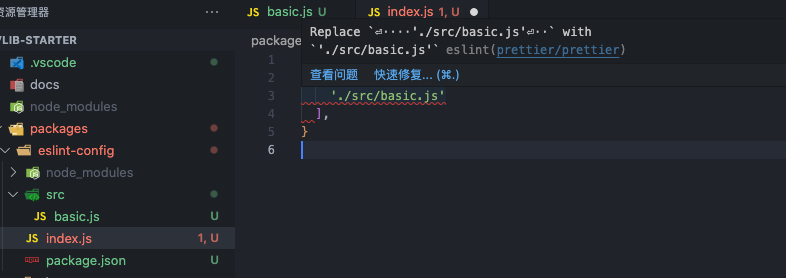 资源管理器
···
VLIB-STARTER
.vscode
docs
node_modules
packages
eslint-config
node_modules
src
JS basic.js U
JS index.js 1, U
package.json U
JS basic.js U
JS index.js 1, U
package
Replace `⏎····'./src/basic.js'⏎··` with
`'./src/basic.js'` eslint(prettier/prettier)
查看问题 快速修复... (⌘.)
1
2
3 './src/basic.js'
4 ],
5 }
6